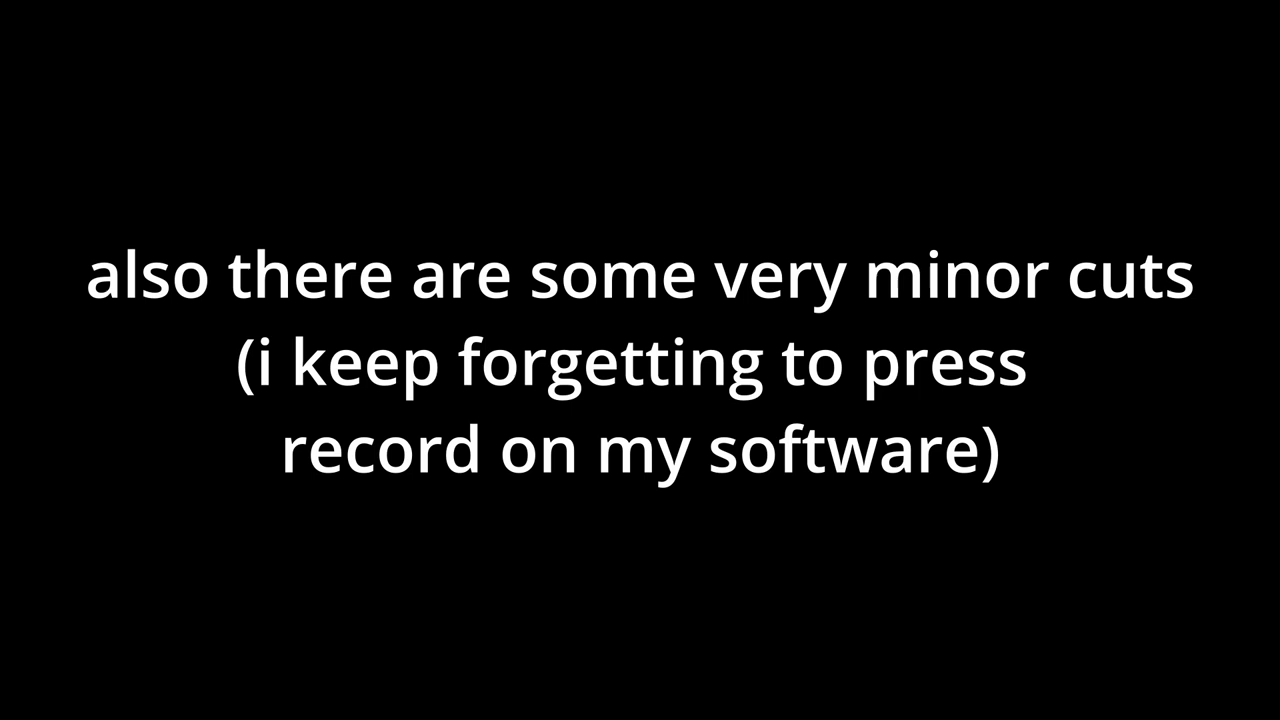 also there are some very minor cuts
(i keep forgetting to press
record on my software)